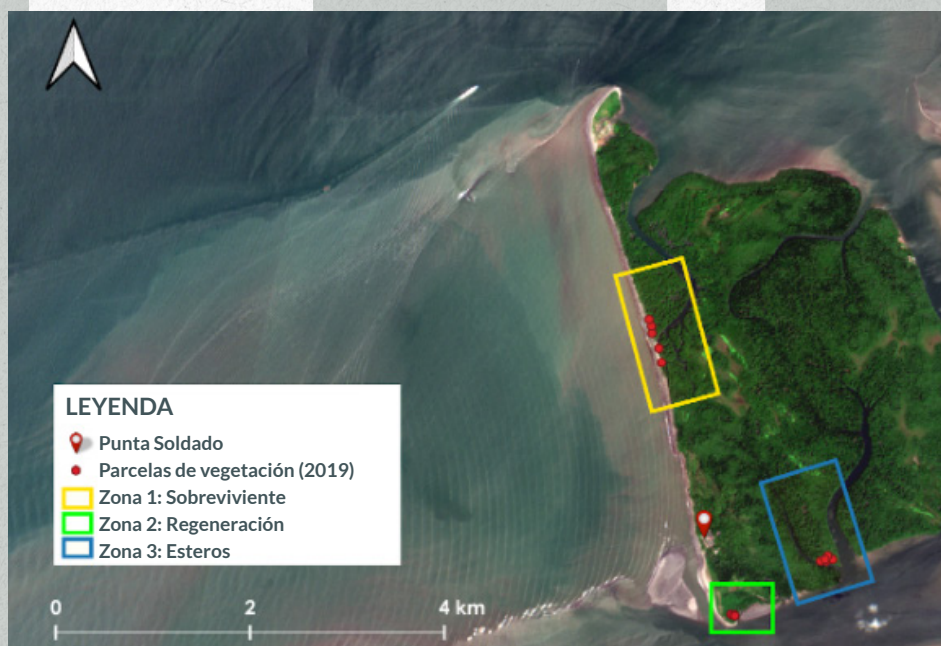 LEYENDA
Punta Soldado
Parcelas de vegetación (2019)
Zona 1: Sobreviviente
Zona 2: Regeneración
Zona 3: Esteros
0 2 4 km